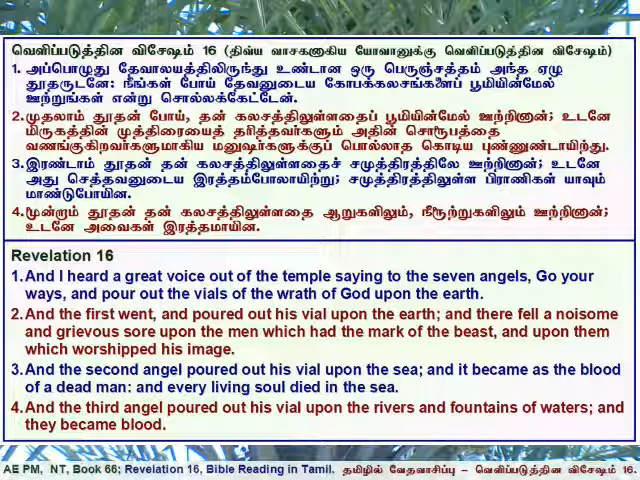 வெளிப்படுத்தின விசேஷம் 16 (திவ்ய வாசகனாகிய யோவானுக்கு வெளிப்படுத்தின விசேஷம்)
1. அப்பொழுது தேவாலயத்திலிருந்து உண்டான ஒரு பெருஞ்சத்தம் அந்த ஏழு
தூதருடனே: நீங்கள் போய் தேவனுடைய கோபக்கலசங்களைப் பூமியின்மேல்
ஊற்றுங்கள் என்று சொல்லக்கேட்டேன்.
2.முதலாம் தூதன் போய், தன் கலசத்திலுள்ளதைப் பூமியின்மேல் ஊற்றினான்; உடனே
மிருகத்தின் முத்திரையைத் தரித்தவர்களும் அதின் சொரூபத்தை
வணங்குகிறவர்களுமாகிய மனுஷர்களுக்குப் பொல்லாத கொடிய புண்ணுண்டாயிற்று.
3.இரண்டாம் தூதன் தன் கலசத்திலுள்ளதைச் சமுத்திரத்திலே ஊற்றினான்; உடனே
அது செத்தவனுடைய இரத்தம்போலாயிற்று; சமுத்திரத்திலுள்ள பிராணிகள் யாவும்
மாண்டுபோயின.
4.மூன்றாம் தூதன் தன் கலசத்திலுள்ளதை ஆறுகளிலும், நீரூற்றுகளிலும் ஊற்றினான்;
உடனே அவைகள் இரத்தமாயின.
Revelation 16
1.And I heard a great voice out of the temple saying to the seven angels, Go your
ways, and pour out the vials of the wrath of God upon the earth.
2.And the first went, and poured out his vial upon the earth; and there fell a noisome
and grievous sore upon the men which had the mark of the beast, and upon them
which worshipped his image.
3.And the second angel poured out his vial upon the sea; and it became as the blood
of a dead man: and every living soul died in the sea.
4.And the third angel poured out his vial upon the rivers and fountains of waters; and
they became blood.
AE PM, NT, Book 66; Revelation 16, Bible Reading in Tamil. தமிழில் வேதவாசிப்பு – வெளிப்படுத்தின விசேஷம் 16.